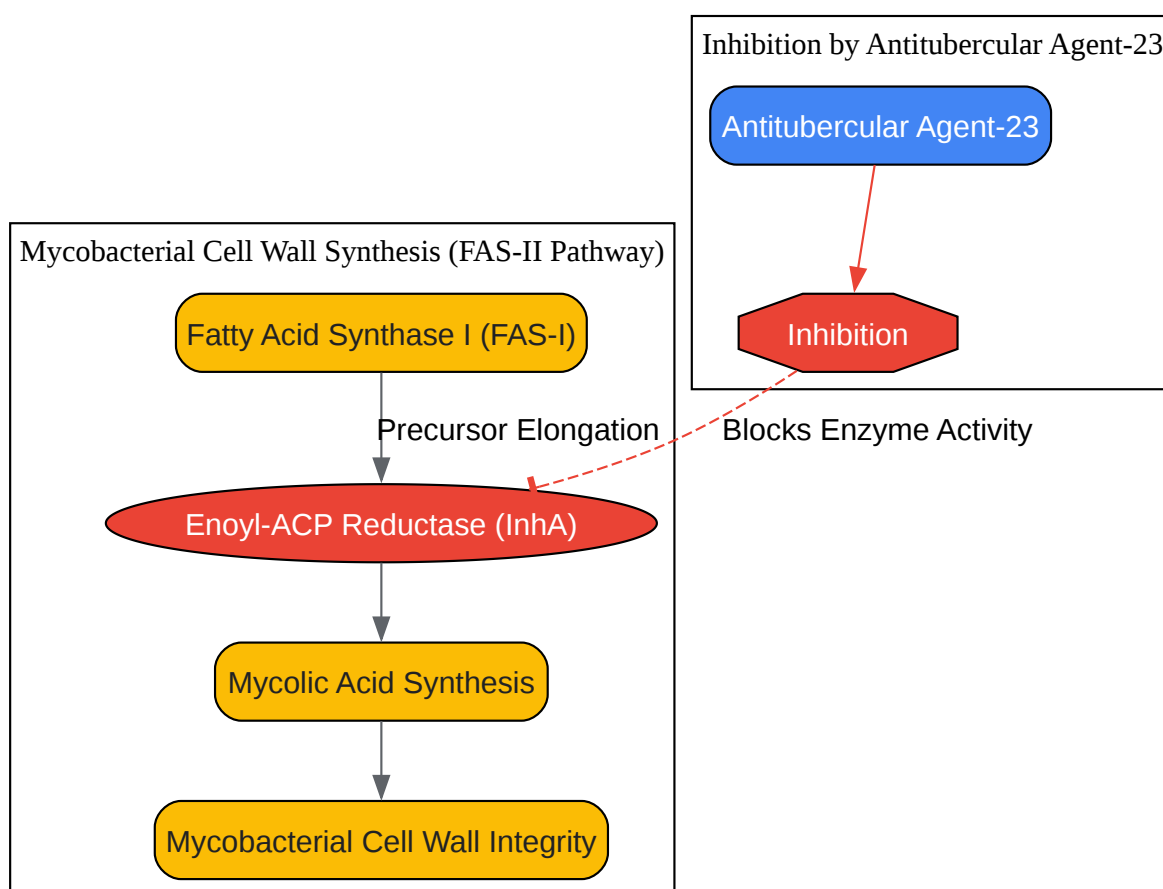 Inhibition by Antitubercular Agent-23
Antitubercular Agent-23
Inhibition
Blocks Enzyme Activity
Mycobacterial Cell Wall Synthesis (FAS-II Pathway)
Fatty Acid Synthase I (FAS-I)
Precursor Elongation
Enoyl-ACP Reductase (InhA)
Mycolic Acid Synthesis
Mycobacterial Cell Wall Integrity